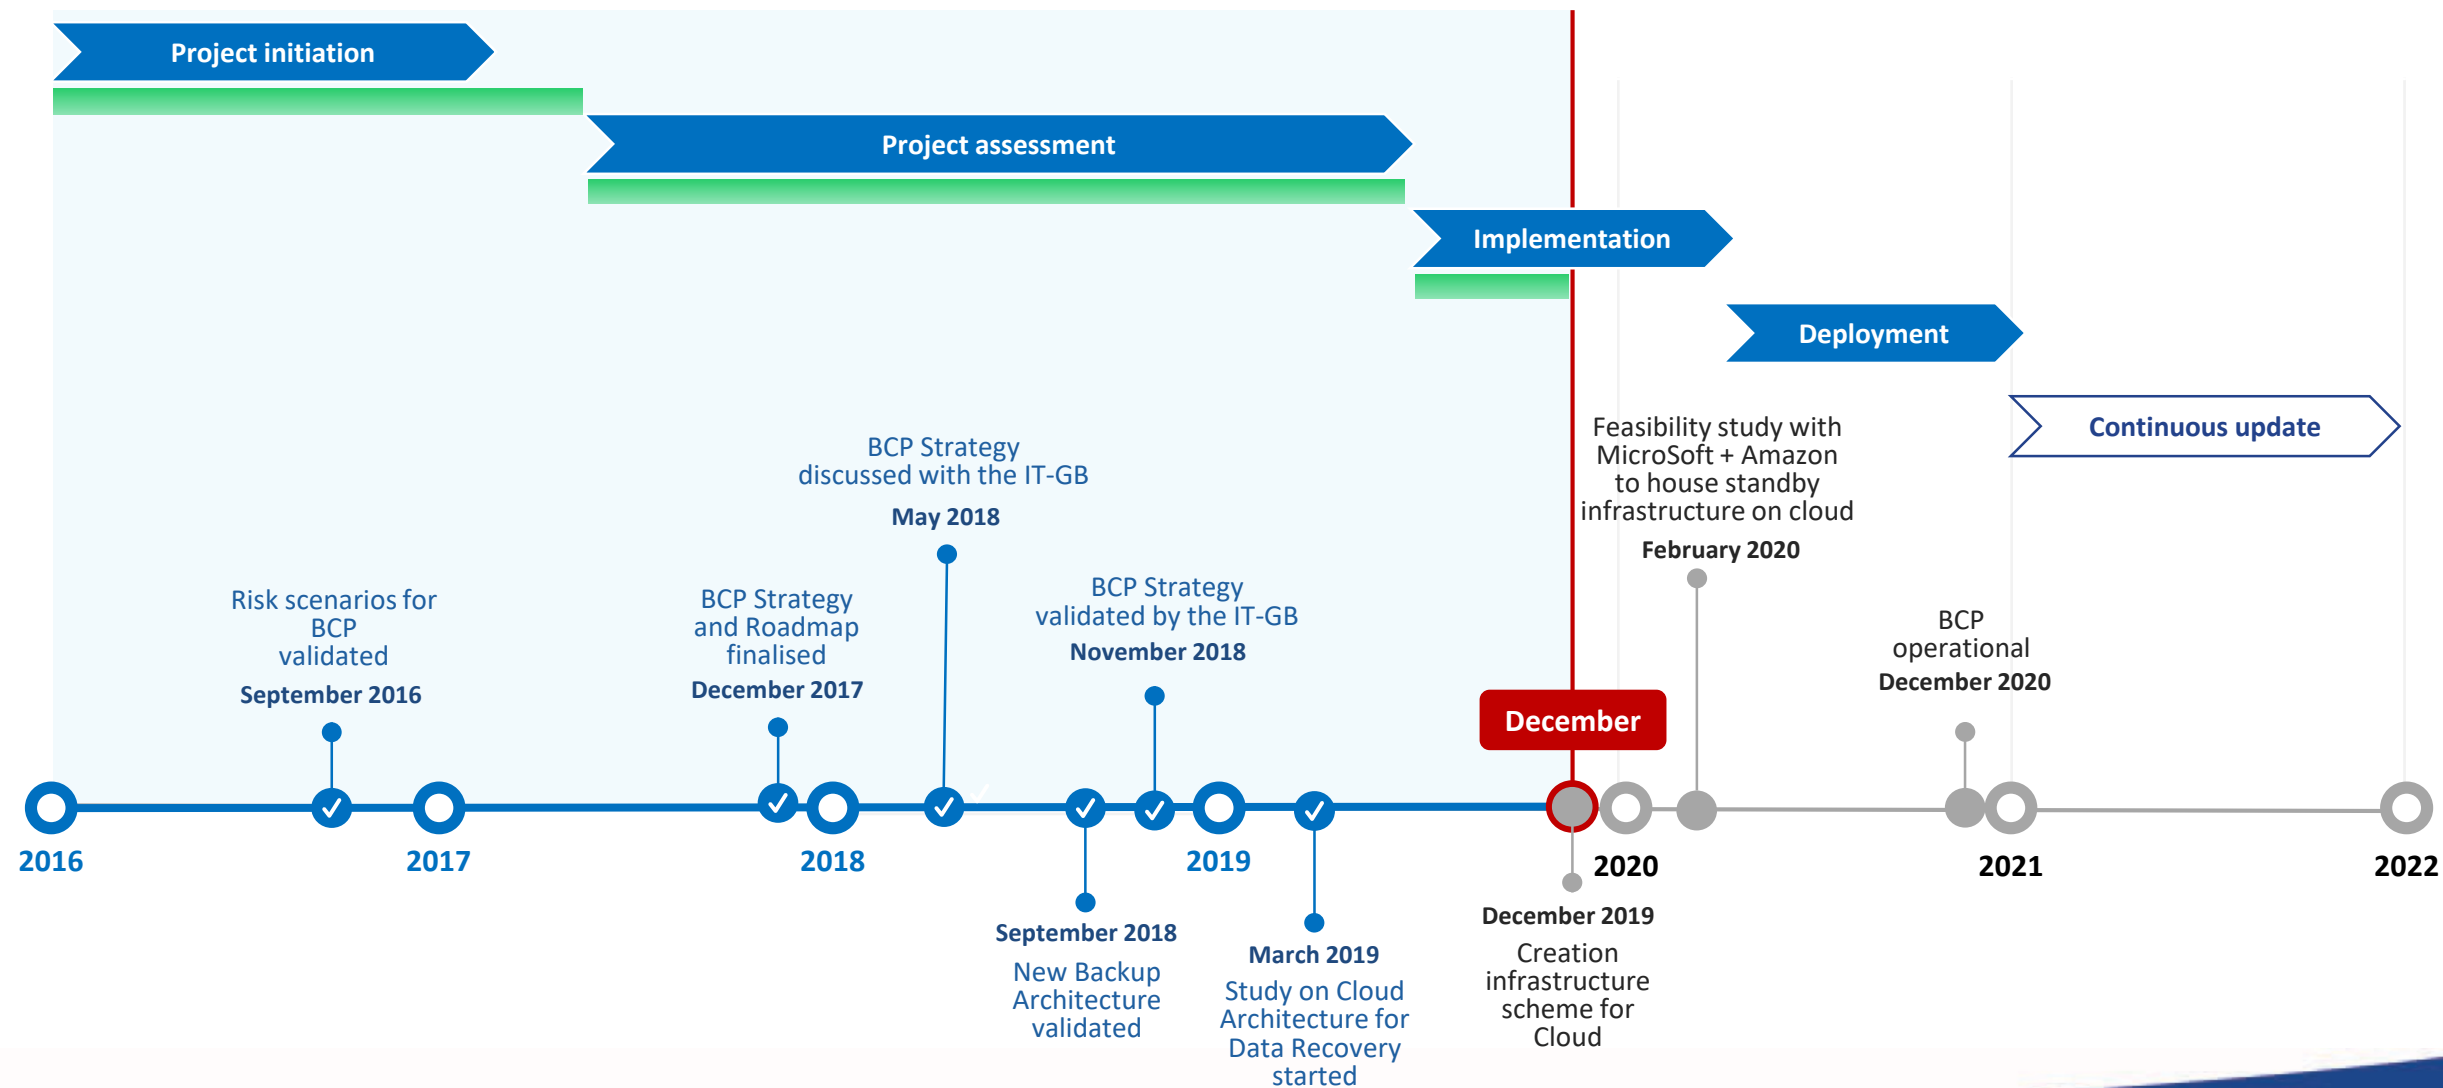 Project initiation
Project assessment
Implementation
Deployment
Continuous update
Feasibility study with
MicroSoft + Amazon
to house standby
infrastructure on cloud
February 2020
BCP Strategy
discussed with the IT-GB
May 2018
Risk scenarios for
BCP
validated
September 2016
BCP Strategy
and Roadmap
finalised
December 2017
BCP Strategy
validated by the IT-GB
November 2018
BCP
operational
December 2020
December
2016
2017
2018
2019
2020
2021
2022
September 2018
New Backup
Architecture
validated
March 2019
Study on Cloud
Architecture for
Data Recovery
started
December 2019
Creation
infrastructure
scheme for
Cloud